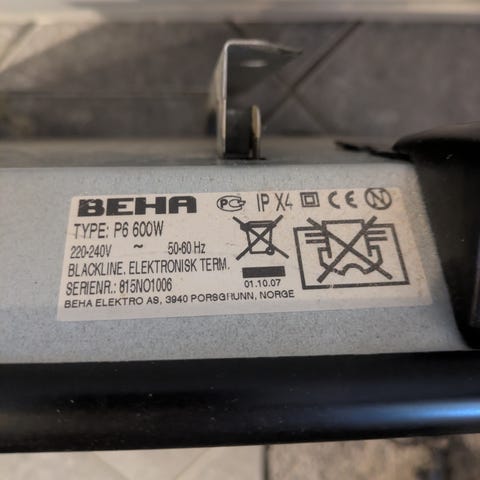 BEHA IP X4 CE N
TYPE: P6 600W
220-240V ~ 50-60 Hz
BLACKLINE. ELEKTRONISK TERM.
SERIENR.: 815NO1006
01.10.07
BEHA ELEKTRO AS, 3940 PORSGRUNN, NORGE